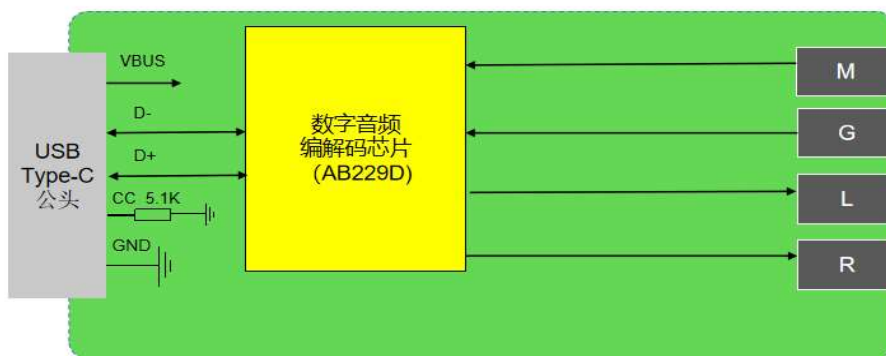 VBUS
D-
D+
CC 5.1K
GND
USB
Type-C
公头
数字音频
编解码芯片
(AB229D)
M
G
L
R